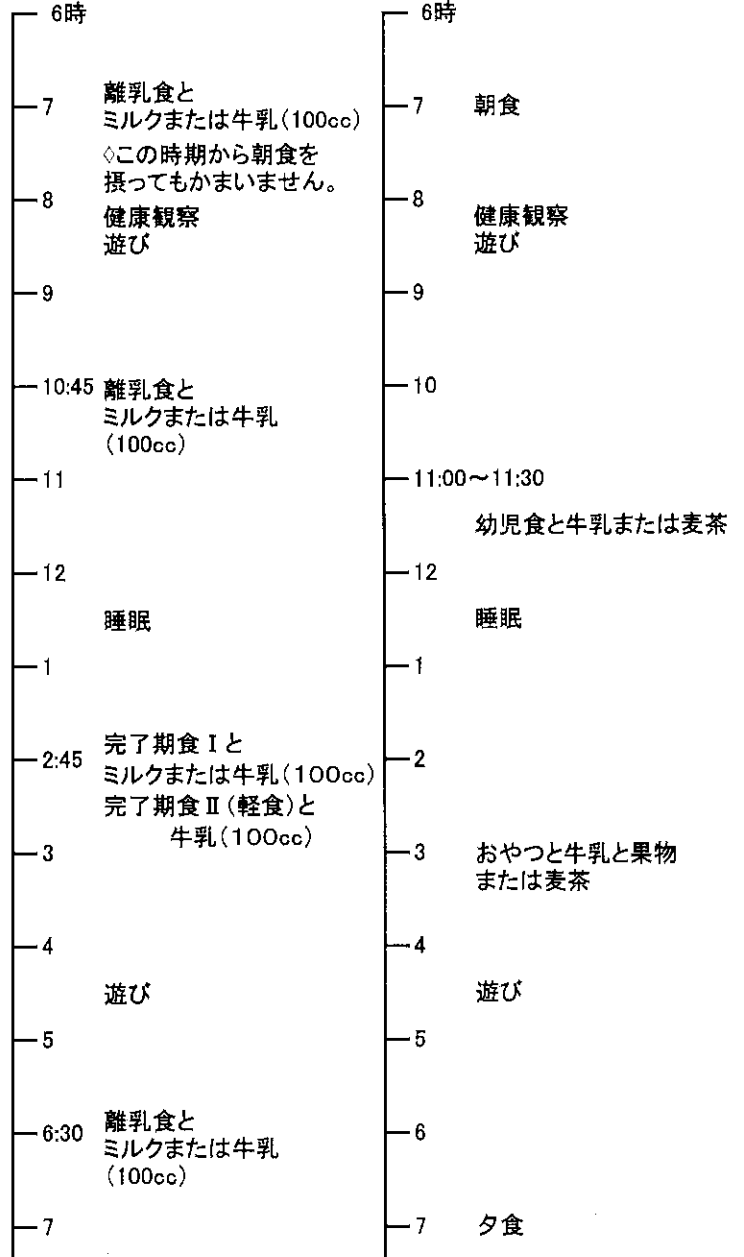 6時
7
離乳食と
ミルクまたは牛乳(100cc)
◇この時期から朝食を
摂ってもかまいません。
8
健康観察
遊び
9
10:45 離乳食と
ミルクまたは牛乳
(100cc)
11
12
睡眠
1
2:45
完了期食Ⅰと
ミルクまたは牛乳(100cc)
完了期食Ⅱ(軽食)と
牛乳(100cc)
3
4
遊び
5
6:30
離乳食と
ミルクまたは牛乳
(100cc)
7
6時
7 朝食
8
健康観察
遊び
9
10
11:00~11:30
幼児食と牛乳または麦茶
12
睡眠
1
2
3 おやつと牛乳と果物
または麦茶
4
遊び
5
6
7 夕食